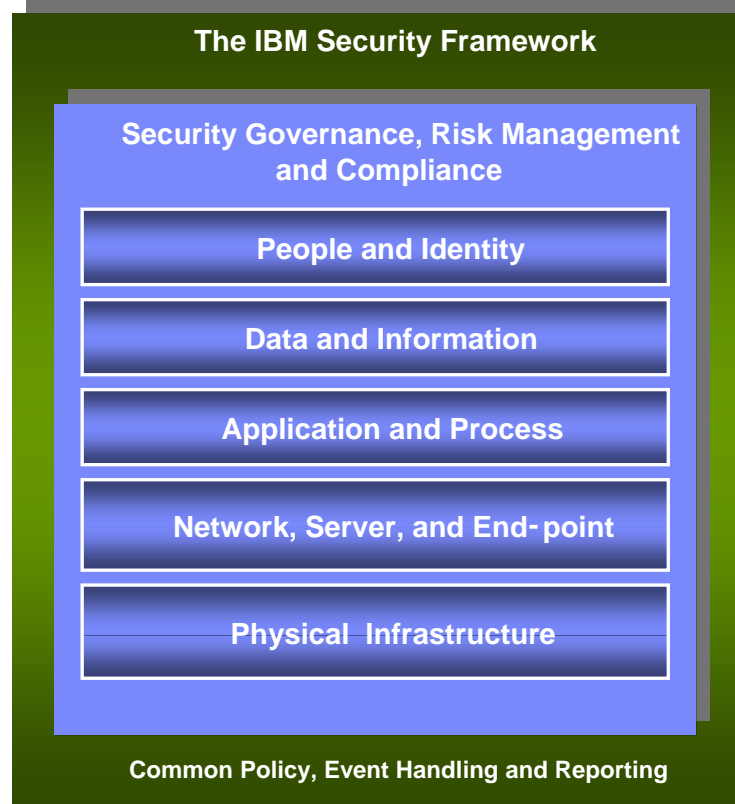 The IBM Security Framework
Security Governance, Risk Management
and Compliance
People and Identity
Data and Information
Application and Process
Network, Server, and End-point
Physical Infrastructure
Common Policy, Event Handling and Reporting